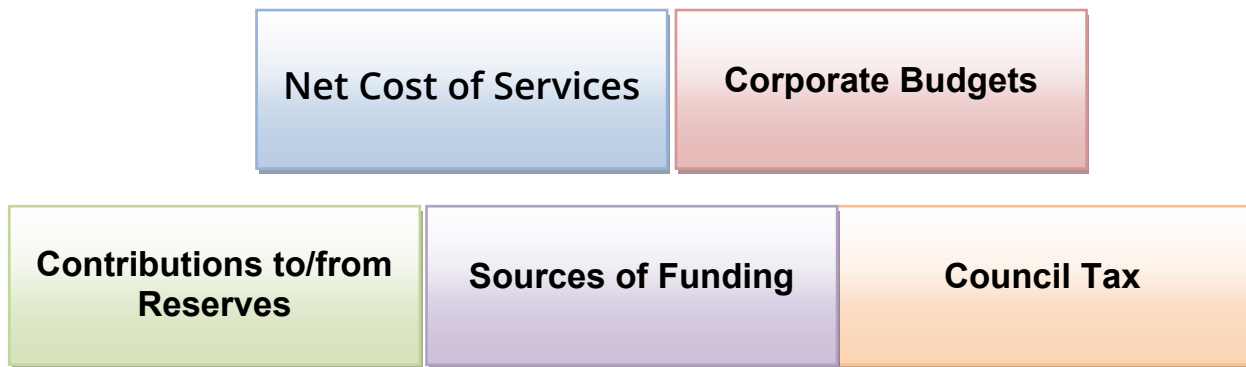 Net Cost of Services
Corporate Budgets
Contributions to/from
Reserves
Sources of Funding
Council Tax